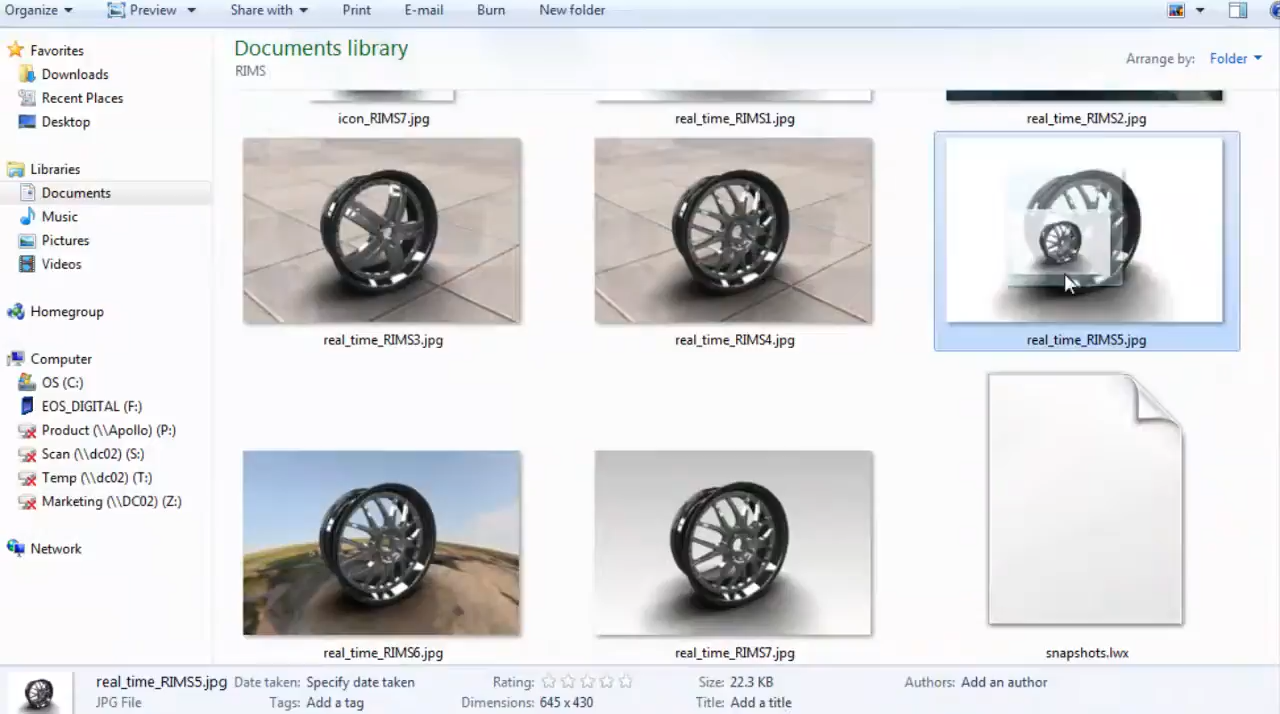 Organize Preview Share with Print E-mail Burn New folder
Documents library
RIMS
Arrange by: Folder
Favorites
Downloads
Recent Places
Desktop
Libraries
Documents
Music
Pictures
Videos
Homegroup
Computer
OS (C:)
EOS_DIGITAL (F:)
Product (\\Apollo) (P:)
Scan (\\dc02) (S:)
Temp (\\dc02) (T:)
Marketing (\\DC02) (Z:)
Network
icon_RIMS7.jpg real_time_RIMS1.jpg real_time_RIMS2.jpg
real_time_RIMS3.jpg real_time_RIMS4.jpg real_time_RIMS5.jpg
real_time_RIMS6.jpg real_time_RIMS7.jpg snapshots.lwx
real_time_RIMS5.jpg Date taken: Specify date taken Rating: Size: 22.3 KB Authors: Add an author
JPG File Tags: Add a tag Dimensions: 645 x 430 Title: Add a title